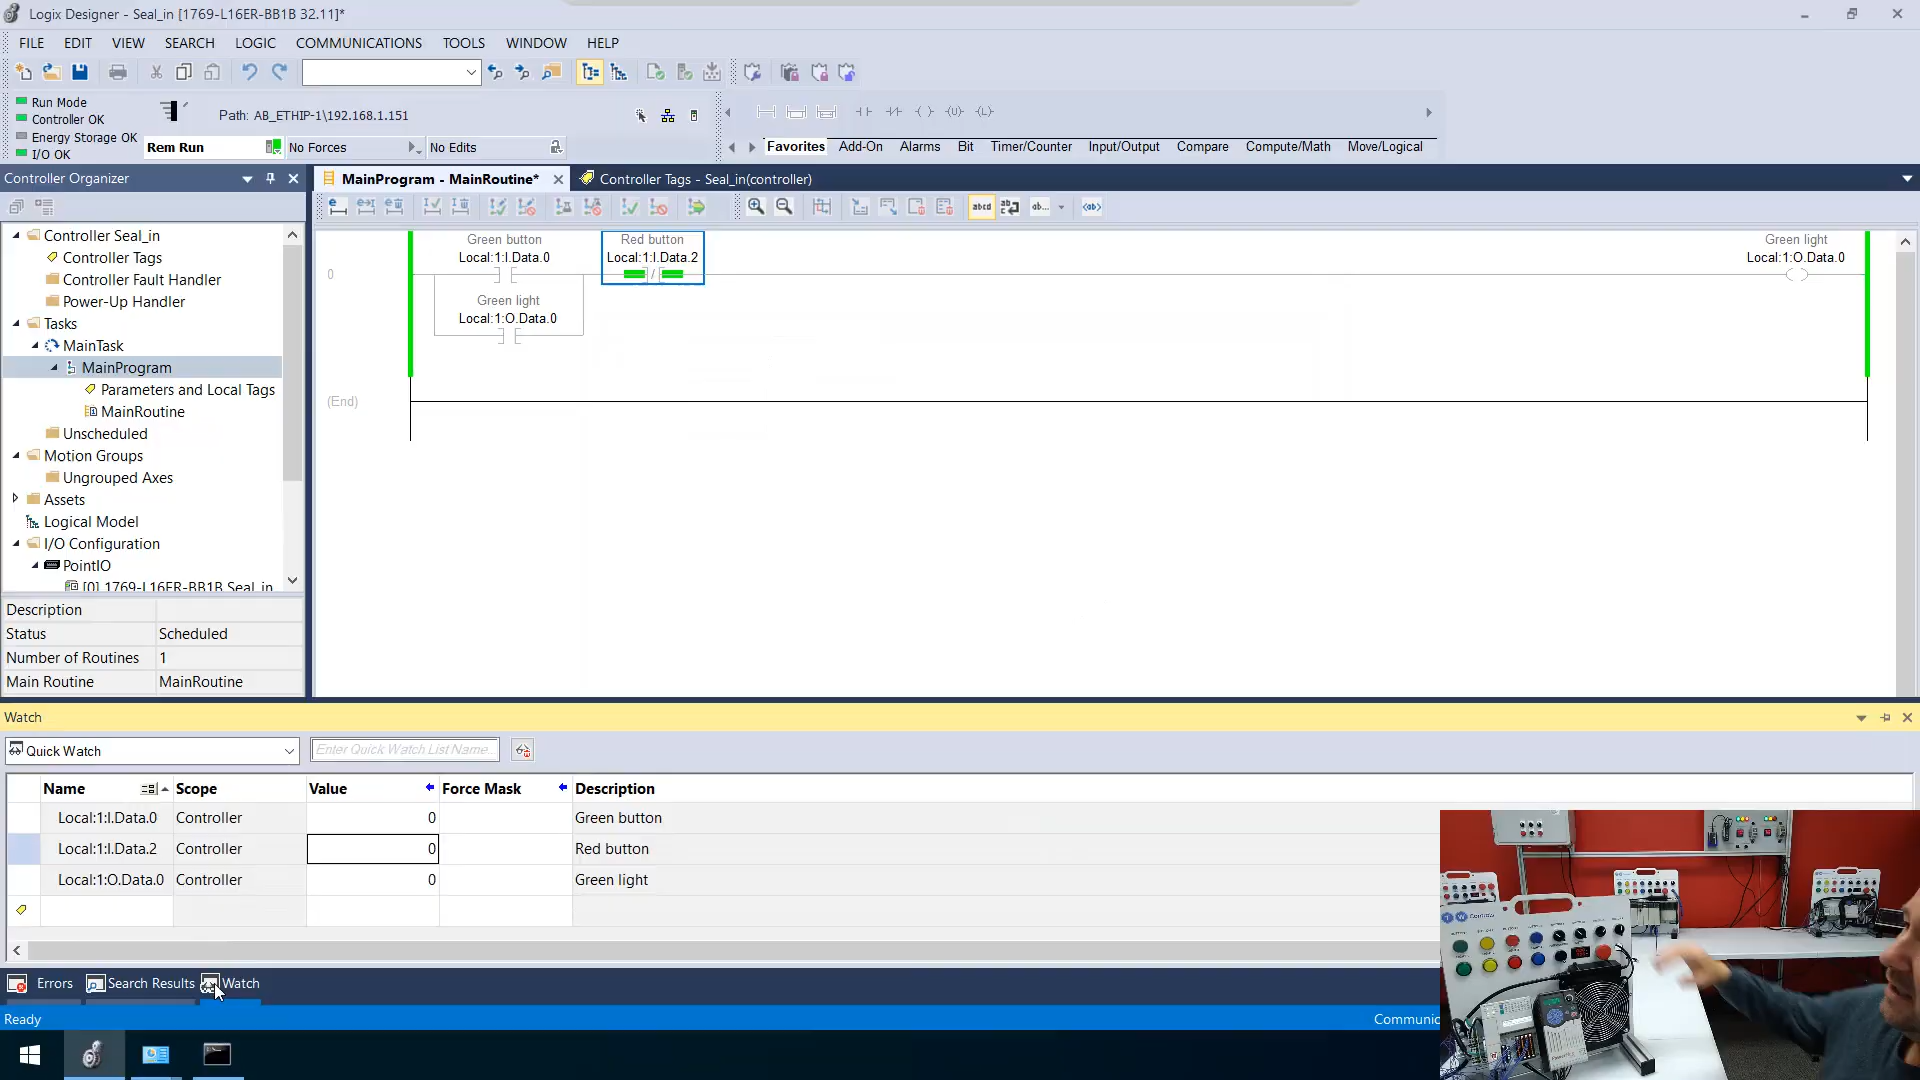 Logix Designer - Seal_in [1769-L16ER-BB1B 32.11]*
FILE EDIT VIEW SEARCH LOGIC COMMUNICATIONS TOOLS WINDOW HELP
Run Mode
Controller OK
Energy Storage OK
I/O OK
Path: AB_ETHIP-1\192.168.1.151
Rem Run No Forces No Edits
Favorites Add-On Alarms Bit Timer/Counter Input/Output Compare Compute/Math Move/Logical
Controller Organizer
Controller Seal_in
Controller Tags
Controller Fault Handler
Power-Up Handler
Tasks
MainTask
MainProgram
Parameters and Local Tags
MainRoutine
Unscheduled
Motion Groups
Ungrouped Axes
Assets
Logical Model
I/O Configuration
PointIO
[0] 1769-L16ER-BB1B Seal_in
Description
Status Scheduled
Number of Routines 1
Main Routine MainRoutine
MainProgram - MainRoutine*
Controller Tags - Seal_in(controller)
abcd
ab...
Green button
Local:1:I.Data.0
Red button
Local:1:I.Data.2
Green light
Local:1:O.Data.0
0
Green light
Local:1:O.Data.0
(End)
Watch
Quick Watch Enter Quick Watch List Name...
Name Scope Value Force Mask Description
Local:1:I.Data.0 Controller 0 Green button
Local:1:I.Data.2 Controller 0 Red button
Local:1:O.Data.0 Controller 0 Green light
Errors Search Results Watch
Ready
Communic